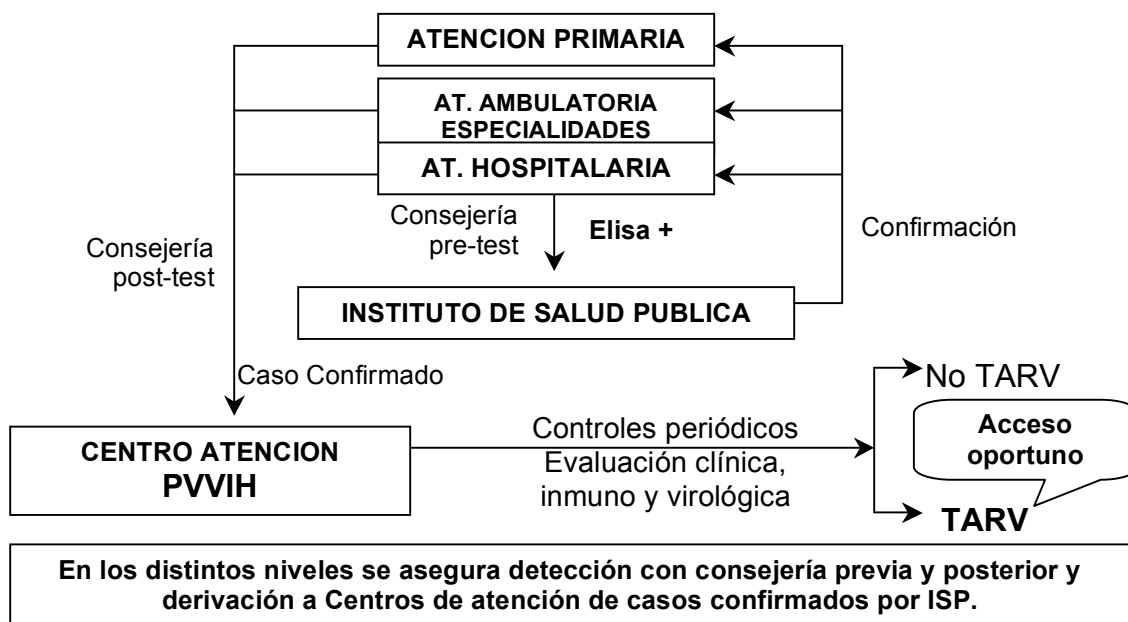 ATENCION PRIMARIA
AT. AMBULATORIA
ESPECIALIDADES
AT. HOSPITALARIA
Consejería
pre-test
Elisa +
Confirmación
Consejería
post-test
INSTITUTO DE SALUD PUBLICA
Caso Confirmado
No TARV
CENTRO ATENCION
PVVIH
Controles periódicos
Evaluación clínica,
inmuno y virológica
Acceso
oportuno
TARV
En los distintos niveles se asegura detección con consejería previa y posterior y
derivación a Centros de atención de casos confirmados por ISP.